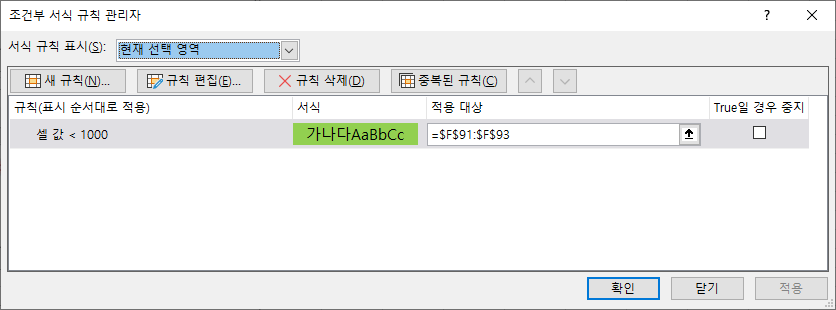 조건부 서식 규칙 관리자
서식 규칙 표시(S): 현재 선택 영역
새 규칙(N)... 규칙 편집(E)... 규칙 삭제(D) 중복된 규칙(C)
규칙(표시 순서대로 적용) 서식 적용 대상 True일 경우 중지
셀 값 < 1000 가나다AaBbCc =$F$91:$F$93
확인 닫기 적용